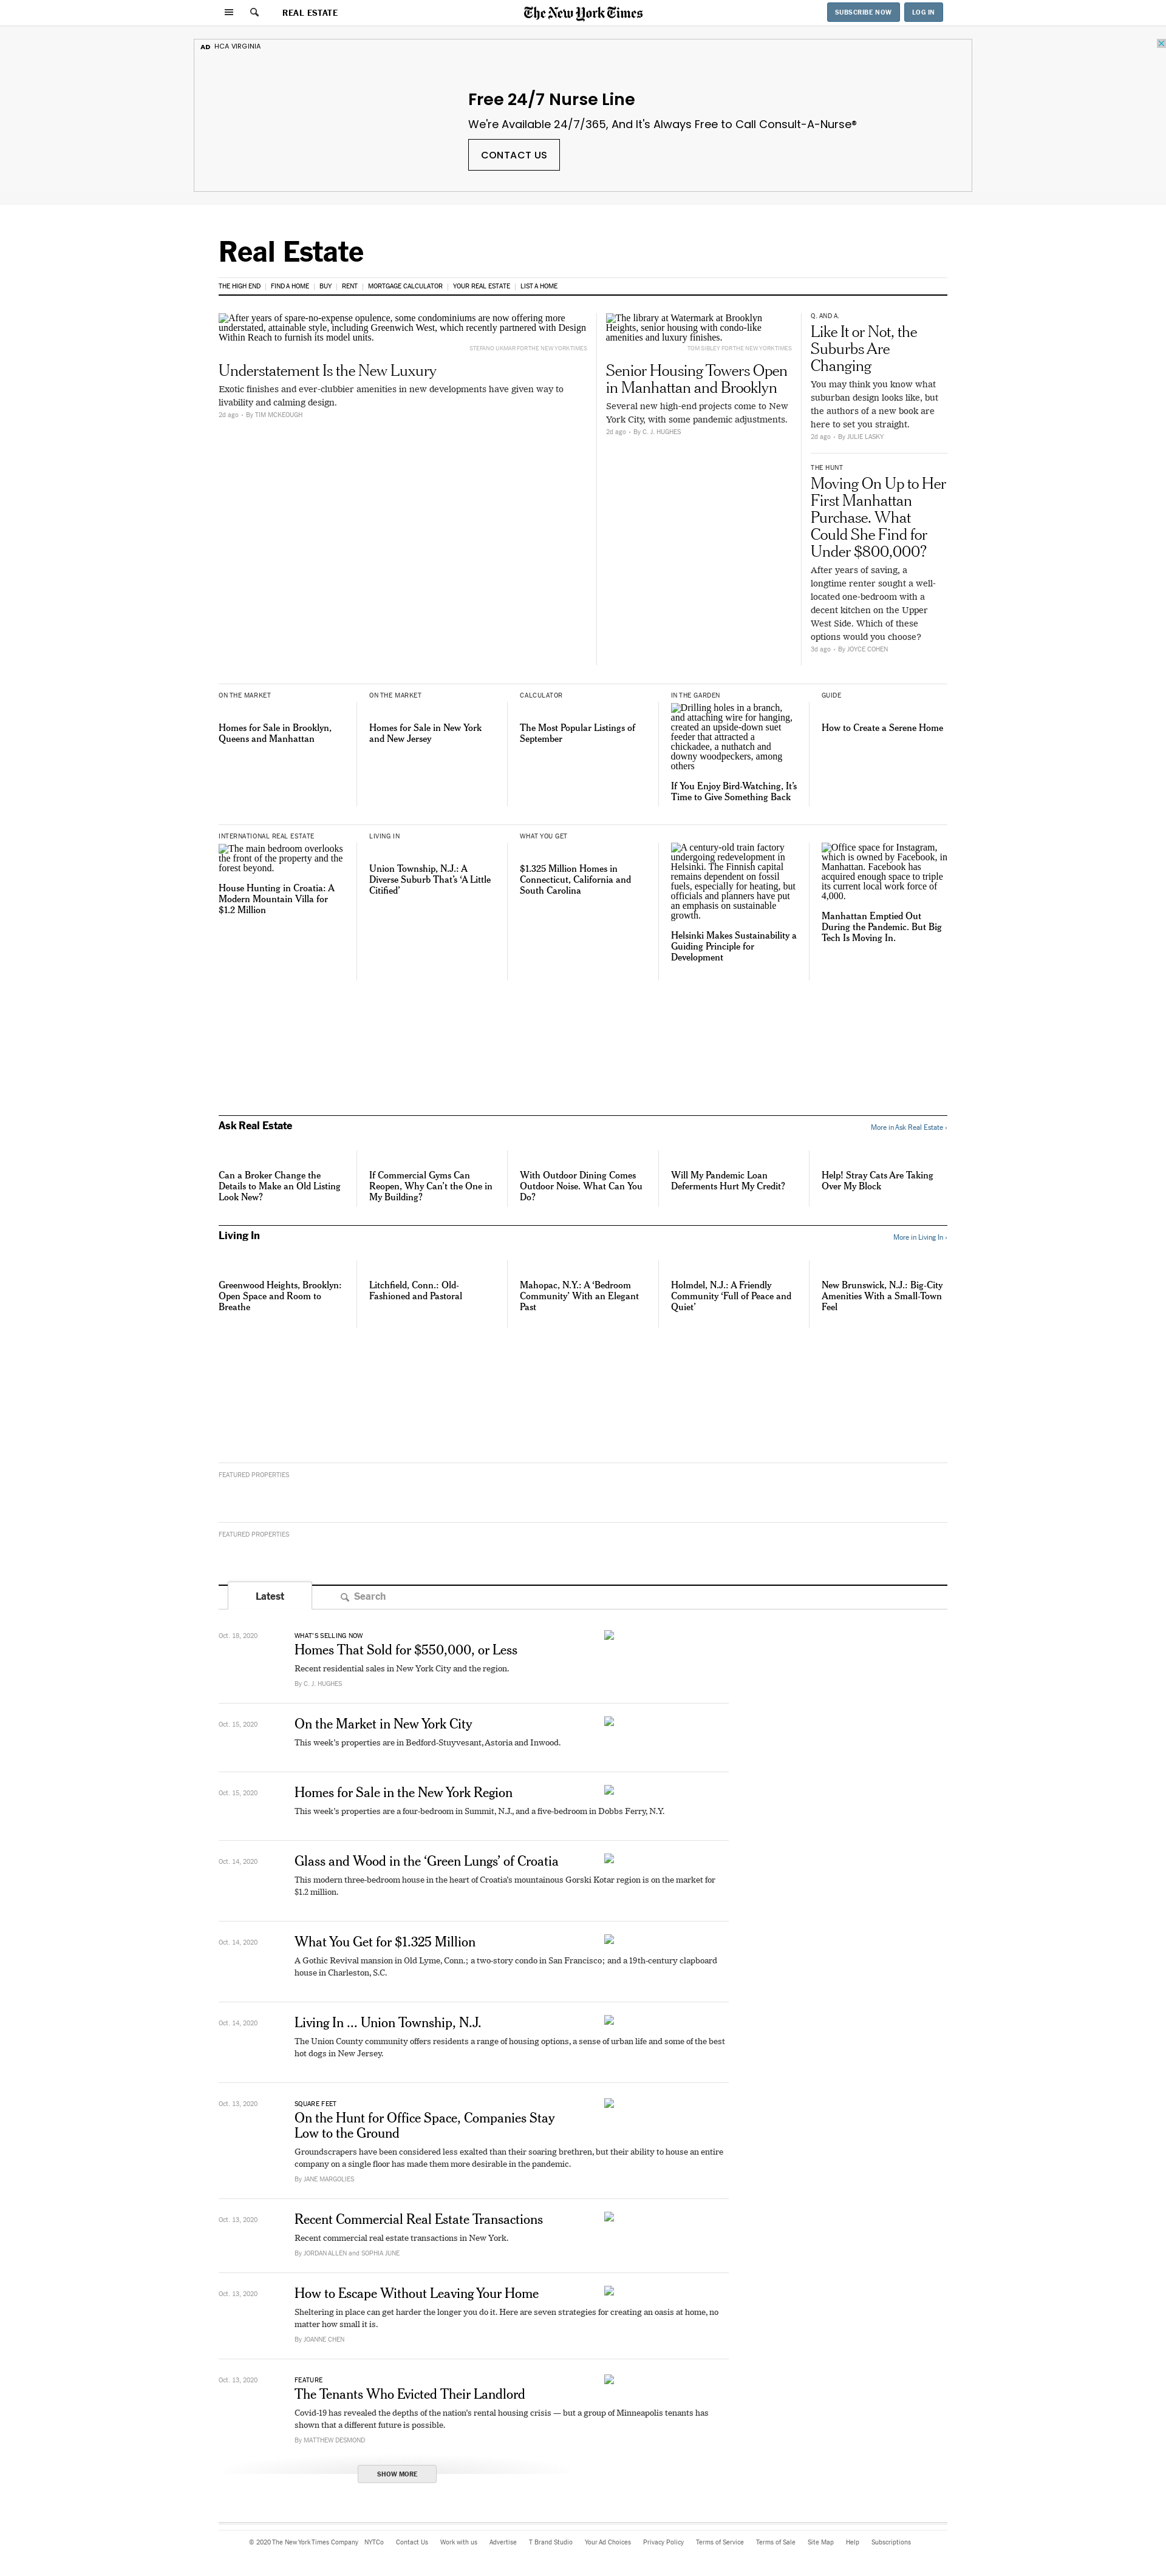 REAL ESTATE
The New York Times
SUBSCRIBE NOW
LOG IN
AD HCA VIRGINIA
Free 24/7 Nurse Line
We're Available 24/7/365, And It's Always Free to Call Consult-A-Nurse®
CONTACT US
Real Estate
THE HIGH END | FIND A HOME | BUY | RENT | MORTGAGE CALCULATOR | YOUR REAL ESTATE | LIST A HOME
After years of spare-no-expense opulence, some condominiums are now offering more
understated, attainable style, including Greenwich West, which recently partnered with Design
Within Reach to furnish its model units.
STEFANO UKMAR FOR THE NEW YORK TIMES
Understatement Is the New Luxury
Exotic finishes and ever-clubbier amenities in new developments have given way to
livability and calming design.
2d ago · By TIM MCKEOUGH
The library at Watermark at Brooklyn
Heights, senior housing with condo-like
amenities and luxury finishes.
TOM SIBLEY FOR THE NEW YORK TIMES
Senior Housing Towers Open
in Manhattan and Brooklyn
Several new high-end projects come to New
York City, with some pandemic adjustments.
2d ago · By C. J. HUGHES
Q. AND A.
Like It or Not, the
Suburbs Are
Changing
You may think you know what
suburban design looks like, but
the authors of a new book are
here to set you straight.
2d ago · By JULIE LASKY
THE HUNT
Moving On Up to Her
First Manhattan
Purchase. What
Could She Find for
Under $800,000?
After years of saving, a
longtime renter sought a well-
located one-bedroom with a
decent kitchen on the Upper
West Side. Which of these
options would you choose?
3d ago · By JOYCE COHEN
ON THE MARKET
Homes for Sale in Brooklyn,
Queens and Manhattan
ON THE MARKET
Homes for Sale in New York
and New Jersey
CALCULATOR
The Most Popular Listings of
September
IN THE GARDEN
Drilling holes in a branch,
and attaching wire for hanging,
created an upside-down suet
feeder that attracted a
chickadee, a nuthatch and
downy woodpeckers, among
others
If You Enjoy Bird-Watching, It's
Time to Give Something Back
GUIDE
How to Create a Serene Home
INTERNATIONAL REAL ESTATE
The main bedroom overlooks
the front of the property and the
forest beyond.
House Hunting in Croatia: A
Modern Mountain Villa for
$1.2 Million
LIVING IN
Union Township, N.J.: A
Diverse Suburb That's 'A Little
Citified'
WHAT YOU GET
$1.325 Million Homes in
Connecticut, California and
South Carolina
A century-old train factory
undergoing redevelopment in
Helsinki. The Finnish capital
remains dependent on fossil
fuels, especially for heating, but
officials and planners have put
an emphasis on sustainable
growth.
Helsinki Makes Sustainability a
Guiding Principle for
Development
Office space for Instagram,
which is owned by Facebook, in
Manhattan. Facebook has
acquired enough space to triple
its current local work force of
4,000.
Manhattan Emptied Out
During the Pandemic. But Big
Tech Is Moving In.
Ask Real Estate
More in Ask Real Estate ›
Can a Broker Change the
Details to Make an Old Listing
Look New?
If Commercial Gyms Can
Reopen, Why Can't the One in
My Building?
With Outdoor Dining Comes
Outdoor Noise. What Can You
Do?
Will My Pandemic Loan
Deferments Hurt My Credit?
Help! Stray Cats Are Taking
Over My Block
Living In
More in Living In ›
Greenwood Heights, Brooklyn:
Open Space and Room to
Breathe
Litchfield, Conn.: Old-
Fashioned and Pastoral
Mahopac, N.Y.: A 'Bedroom
Community' With an Elegant
Past
Holmdel, N.J.: A Friendly
Community 'Full of Peace and
Quiet'
New Brunswick, N.J.: Big-City
Amenities With a Small-Town
Feel
FEATURED PROPERTIES
FEATURED PROPERTIES
Latest
Search
Oct. 18, 2020
WHAT'S SELLING NOW
Homes That Sold for $550,000, or Less
Recent residential sales in New York City and the region.
By C. J. HUGHES
Oct. 15, 2020
On the Market in New York City
This week's properties are in Bedford-Stuyvesant, Astoria and Inwood.
Oct. 15, 2020
Homes for Sale in the New York Region
This week's properties are a four-bedroom in Summit, N.J., and a five-bedroom in Dobbs Ferry, N.Y.
Oct. 14, 2020
Glass and Wood in the 'Green Lungs' of Croatia
This modern three-bedroom house in the heart of Croatia's mountainous Gorski Kotar region is on the market for
$1.2 million.
Oct. 14, 2020
What You Get for $1.325 Million
A Gothic Revival mansion in Old Lyme, Conn.; a two-story condo in San Francisco; and a 19th-century clapboard
house in Charleston, S.C.
Oct. 14, 2020
Living In ... Union Township, N.J.
The Union County community offers residents a range of housing options, a sense of urban life and some of the best
hot dogs in New Jersey.
Oct. 13, 2020
SQUARE FEET
On the Hunt for Office Space, Companies Stay
Low to the Ground
Groundscrapers have been considered less exalted than their soaring brethren, but their ability to house an entire
company on a single floor has made them more desirable in the pandemic.
By JANE MARGOLIES
Oct. 13, 2020
Recent Commercial Real Estate Transactions
Recent commercial real estate transactions in New York.
By JORDAN ALLEN and SOPHIA JUNE
Oct. 13, 2020
How to Escape Without Leaving Your Home
Sheltering in place can get harder the longer you do it. Here are seven strategies for creating an oasis at home, no
matter how small it is.
By JOANNE CHEN
Oct. 13, 2020
FEATURE
The Tenants Who Evicted Their Landlord
Covid-19 has revealed the depths of the nation's rental housing crisis — but a group of Minneapolis tenants has
shown that a different future is possible.
By MATTHEW DESMOND
SHOW MORE
© 2020 The New York Times Company NYTCo Contact Us Work with us Advertise T Brand Studio Your Ad Choices Privacy Policy Terms of Service Terms of Sale Site Map Help Subscriptions